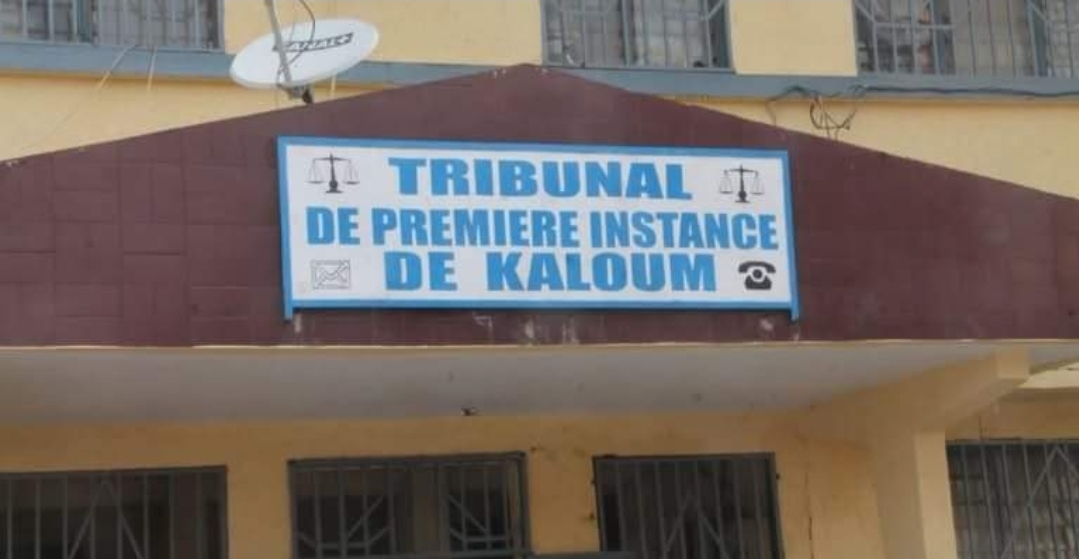 TRIBUNAL
DE PREMIERE INSTANCE
DE KALOUM